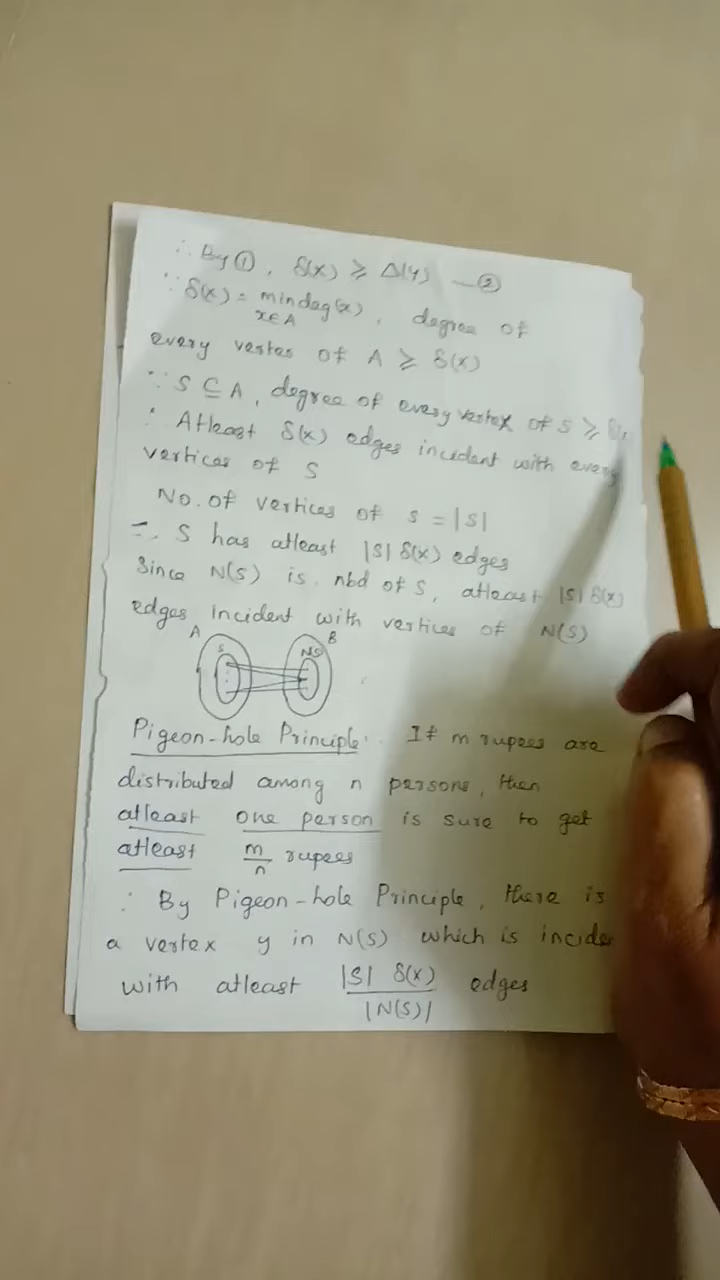 ∴ By ①, δ(x) ≥ Δ(y) —②
∵ δ(x) = min deg(x), degree of
x∈A
every vertex of A ≥ δ(x)
∵ S ⊆ A, degree of every vertex of S ≥
∴ Atleast δ(x) edges incident with every
vertices of S
No. of vertices of S = |S|
∴ S has atleast |S| δ(x) edges
Since N(S) is nbd of S, atleast |S| δ(x)
edges incident with vertices of N(S)
A B
S N(S)
Pigeon-hole Principle: If m rupees are
distributed among n persons, then
atleast one person is sure to get
atleast m/n rupees
∴ By Pigeon-hole Principle, there is
a vertex y in N(S) which is
with atleast |S| δ(x) / |N(S)| edges